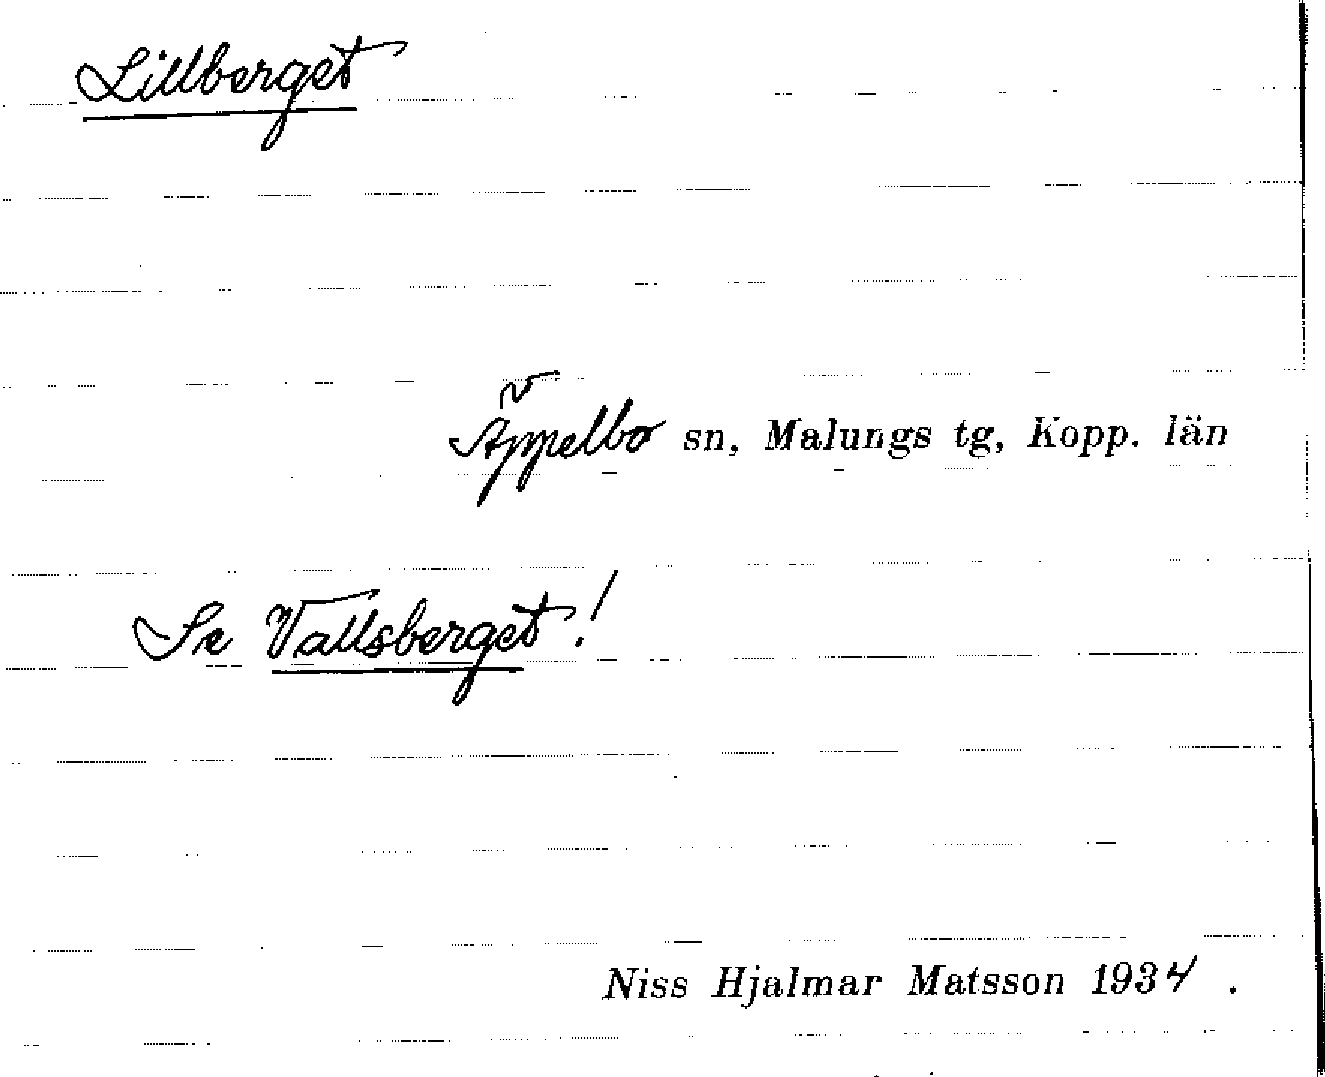 Lillberget
Äppelbo sn, Malungs tg, Kopp. län
Se Vallsberget!
Niss Hjalmar Matsson 1934.